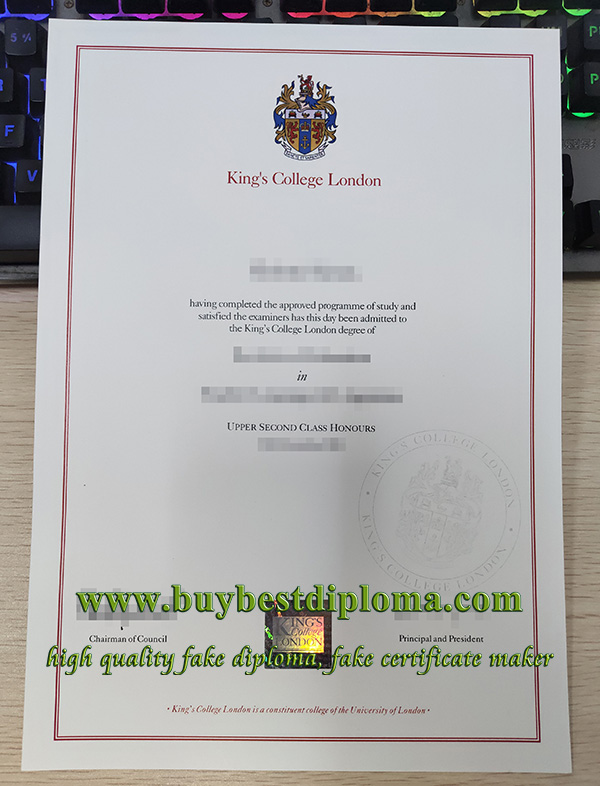 King's College London
having completed the approved programme of study and
satisfied the examiners has this day been admitted to
the King's College London degree of
in
UPPER SECOND CLASS HONOURS
KING'S COLLEGE LONDON
KING'S COLLEGE LONDON
www.buybestdiploma.com
KING'S
College
LONDON
Chairman of Council
Principal and President
high quality fake diploma, fake certificate maker
· King's College London is a constituent college of the University of London ·